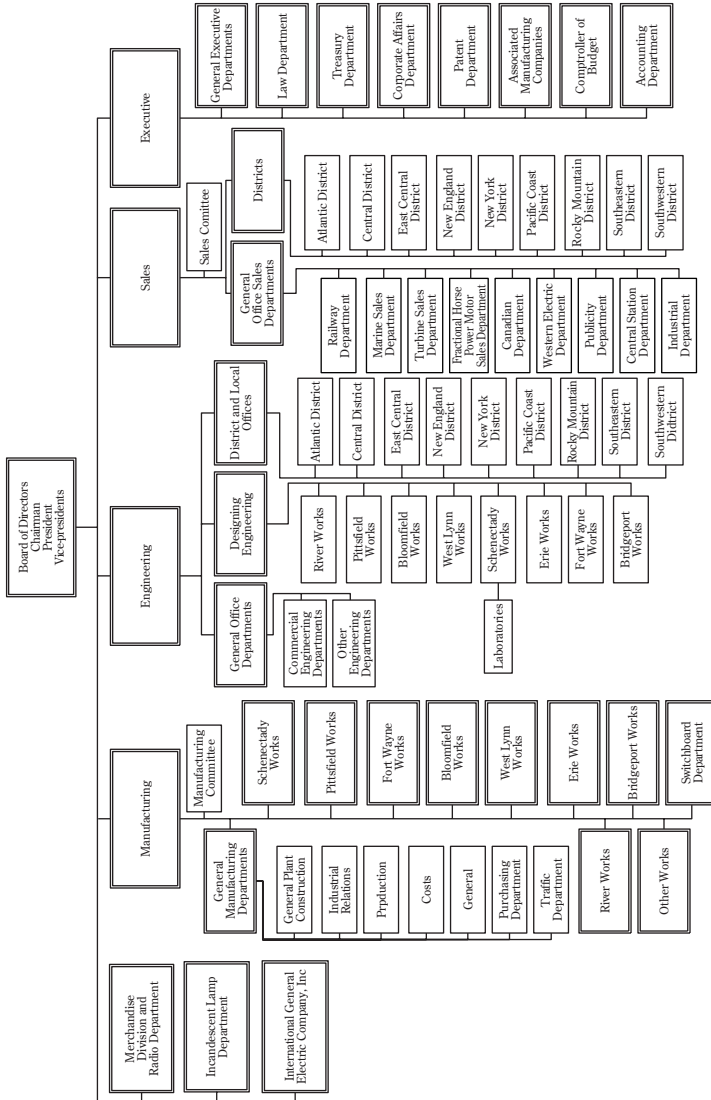 Board of Directors
Chairman
President
Vice-presidents
Merchandise
Division and
Radio Department
Incandescent Lamp
Department
International General
Electric Company, Inc
Manufacturing
Manufacturing
Committee
General
Manufacturing
Departments
General Plant
Construction
Industrial
Relations
Prpduction
Costs
General
Purchasing
Department
Traffic
Department
Schenectady
Works
Pittsfield Works
Fort Wayne
Works
Bloomfield
Works
West Lynn
Works
Erie Works
Bridgeport Works
Switchboard
Department
River Works
Other Works
Engineering
General Office
Departments
Commercial
Engineering
Departments
Other
Engineering
Departments
Designing
Engineering
River Works
Pittsfield
Works
Bloomfield
Works
West Lynn
Works
Schenectady
Works
Laboratories
Erie Works
Fort Wayne
Works
Bridgeport
Works
District and Local
Offices
Atlantic District
Central District
East Central
District
New England
District
New York
District
Pacific Coast
District
Rocky Mountain
District
Southeastern
District
Southwestern
Didtrict
Sales
Sales Comittee
General
Office Sales
Departments
Railway
Department
Marine Sales
Department
Turbine Sales
Department
Fractional Horse
Power Motor
Sales Department
Canadian
Department
Western Electric
Department
Publicity
Department
Central Station
Department
Industrial
Department
Districts
Atlantic District
Central District
East Central
District
New England
District
New York
District
Pacific Coast
District
Rocky Mountain
District
Southeastern
District
Southwestern
District
Executive
General Executive
Departments
Law Department
Treasury
Department
Corporate Affairs
Department
Patent
Department
Associated
Manufacturing
Companies
Comptroller of
Budget
Accounting
Department